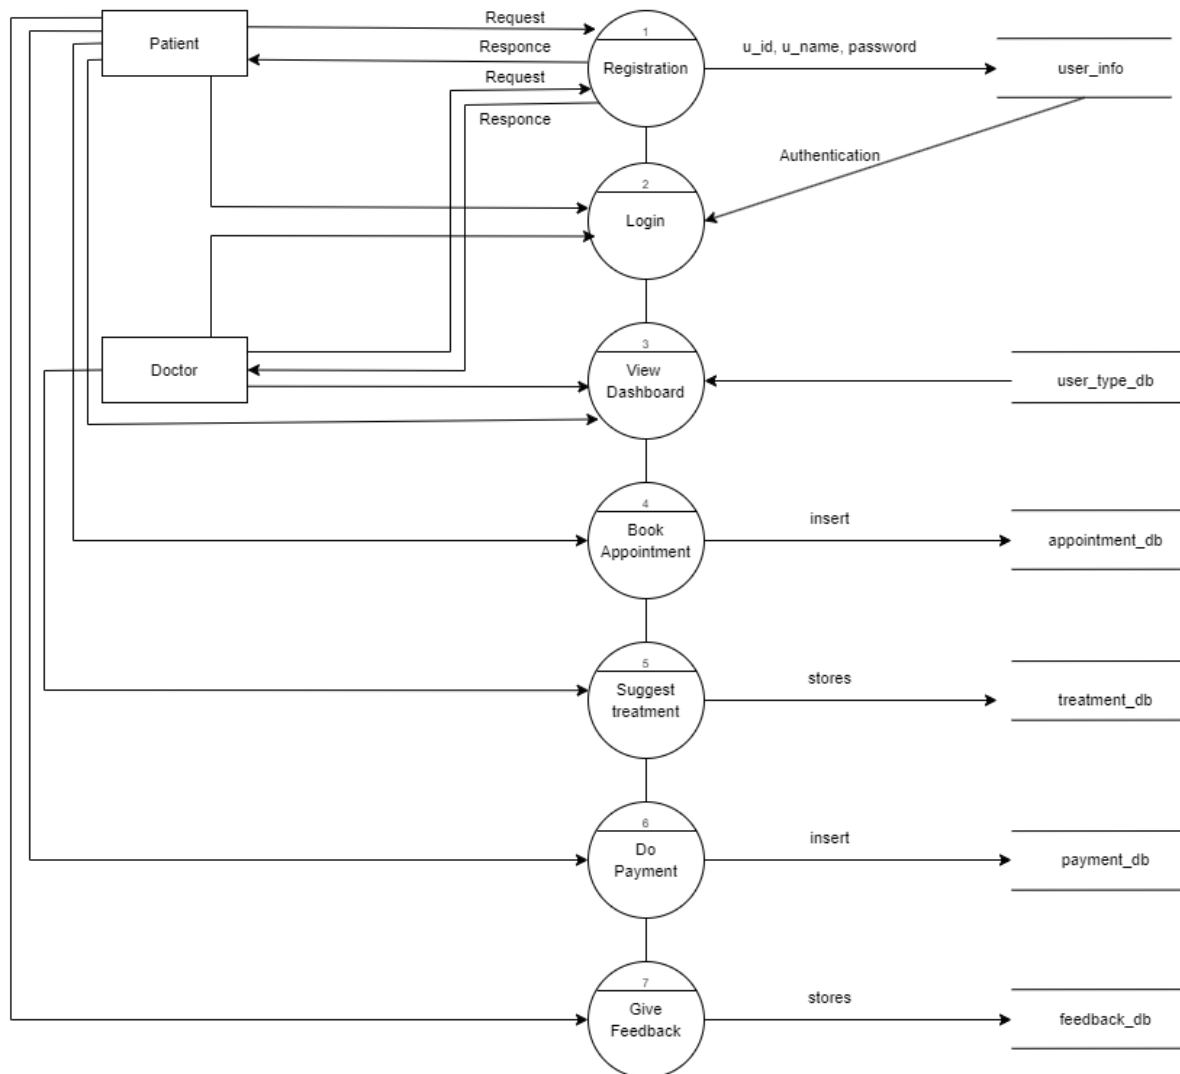 Request
1
Patient
Responce
Registration
u_id, u_name, password
user_info
Request
Responce
Authentication
2
Login
3
Doctor
View
Dashboard
user_type_db
4
Book
Appointment
insert
appointment_db
5
Suggest
treatment
stores
treatment_db
6
Do
Payment
insert
payment_db
7
Give
Feedback
stores
feedback_db